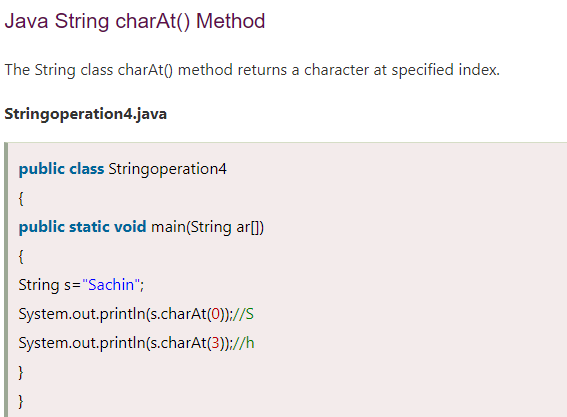 Java String charAt() Method
The String class charAt() method returns a character at specified index.
Stringoperation4.java
public class Stringoperation4
{
public static void main(String ar[])
{
String s="Sachin";
System.out.println(s.charAt(0));//S
System.out.println(s.charAt(3));//h
}
}